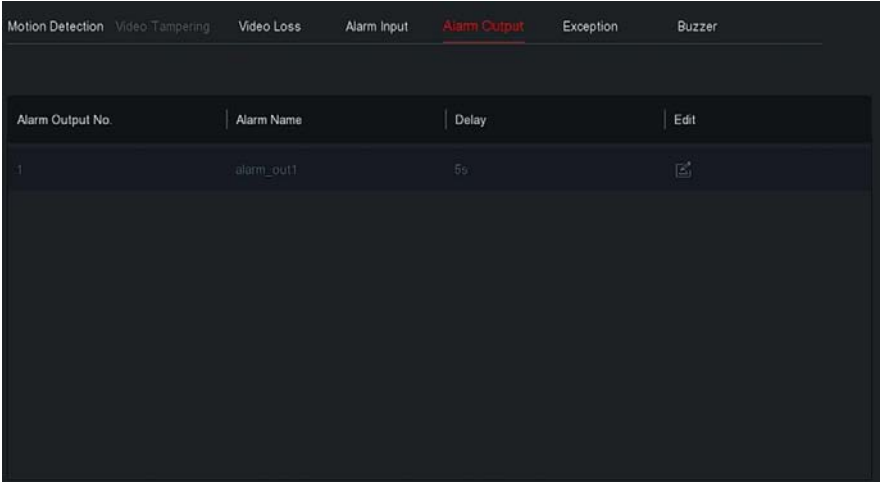 Motion Detection Video Tampering Video Loss Alarm Input Alarm Output Exception Buzzer
Alarm Output No. Alarm Name Delay Edit
1 alarm_out1 5s